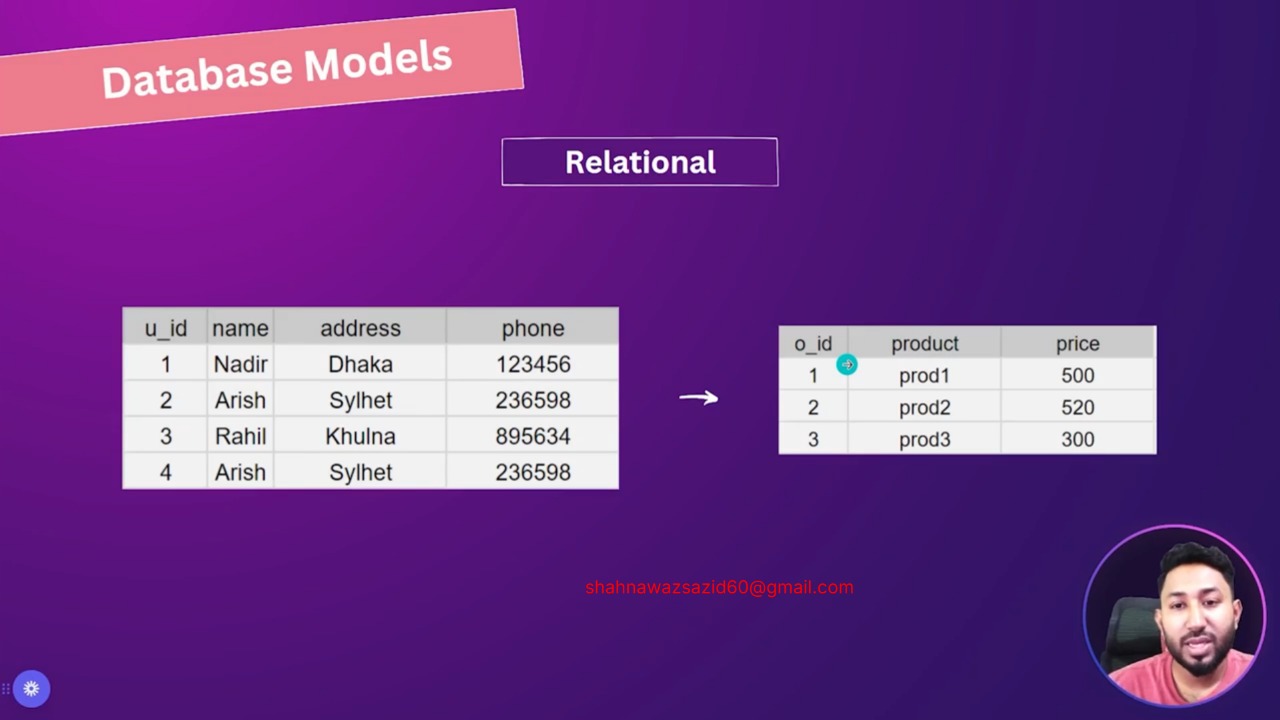 Database Models
Relational
u_id name address phone
1 Nadir Dhaka 123456
2 Arish Sylhet 236598
3 Rahil Khulna 895634
4 Arish Sylhet 236598
o_id product price
1 prod1 500
2 prod2 520
3 prod3 300
shahnawazsazid60@gmail.com